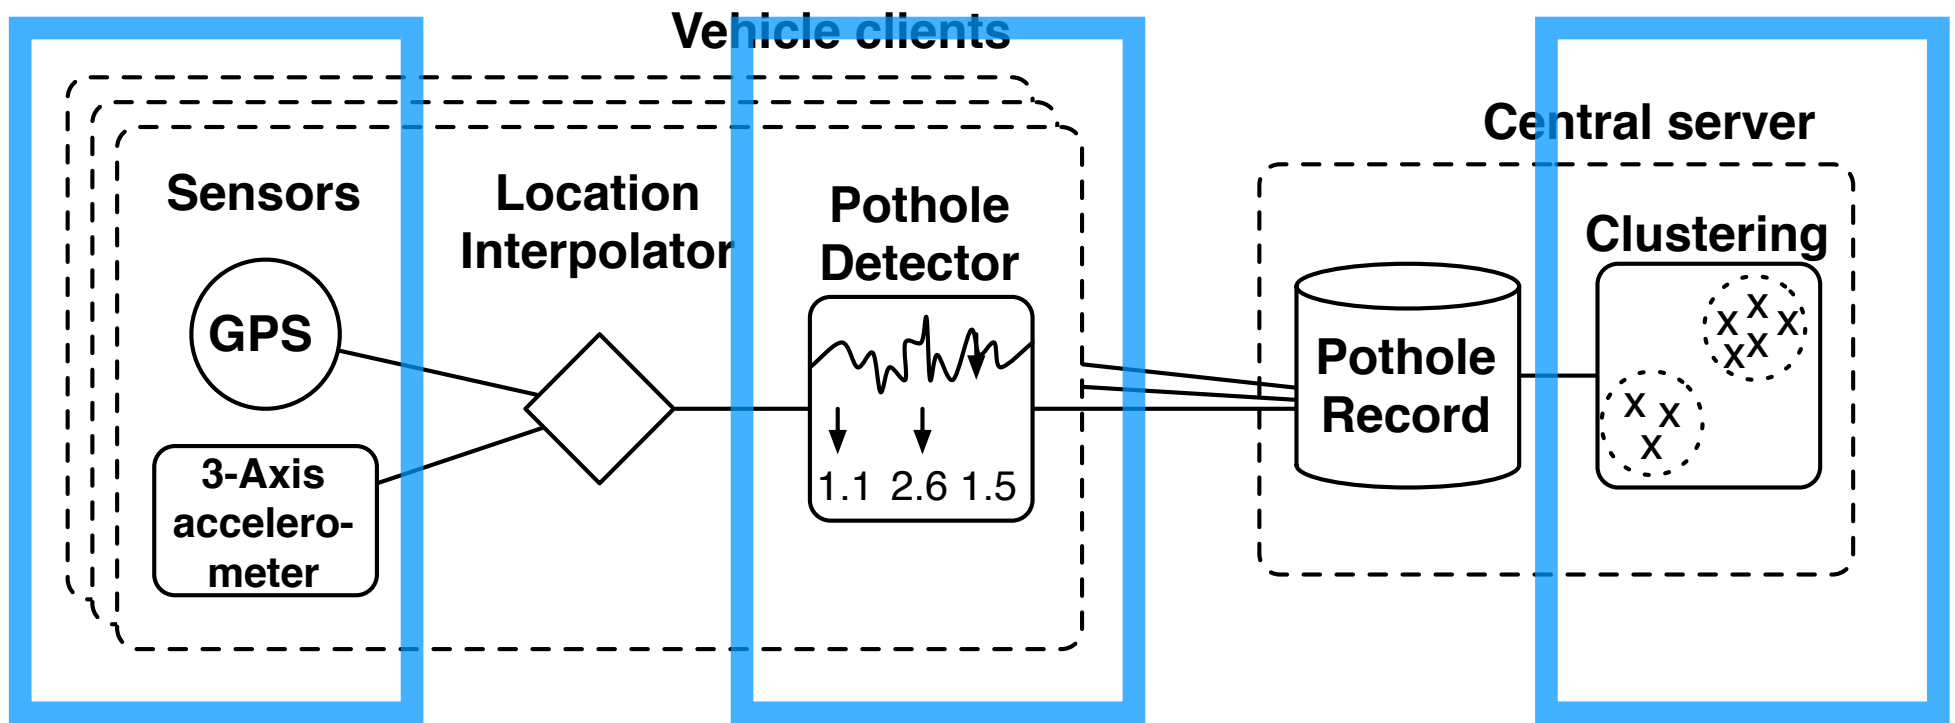 Vehicle clients
Central server
Sensors
Location
Interpolator
Pothole
Detector
Clustering
GPS
3-Axis
accelero-
meter
1.1 2.6 1.5
Pothole
Record
x
x x
x x
x x
x